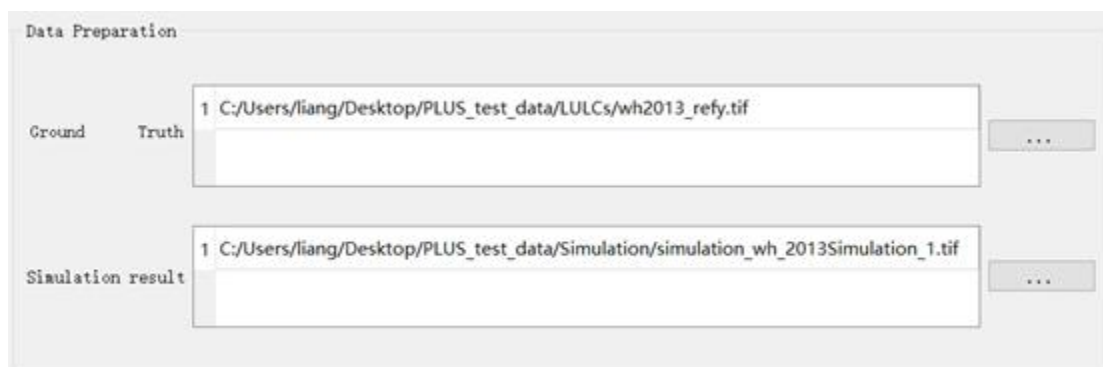 Data Preparation
1 C:/Users/liang/Desktop/PLUS_test_data/LULCs/wh2013_refy.tif
Ground Truth
...
1 C:/Users/liang/Desktop/PLUS_test_data/Simulation/simulation_wh_2013Simulation_1.tif
Simulation result
...